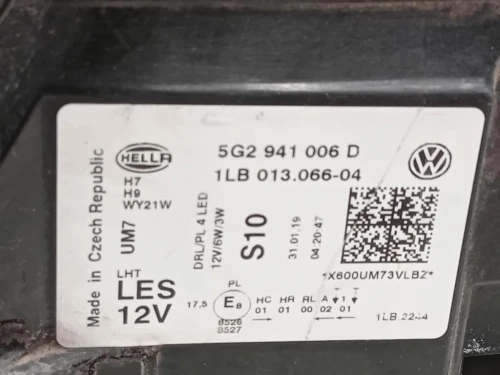 Made in Czech Republic
HELLA
H7
H9
WY21W
UM7
LHT
LES
12V
DRL/PL 4 LED
12V/6W/3W
S10
31.01.19
04:20:47
5G2 941 006 D
1LB 013.066-04
*X600UM73VLBZ*
PL
17,5 E8 HC HR RL A 1
01 01 00 02 01
8526
8527
1LB 2244